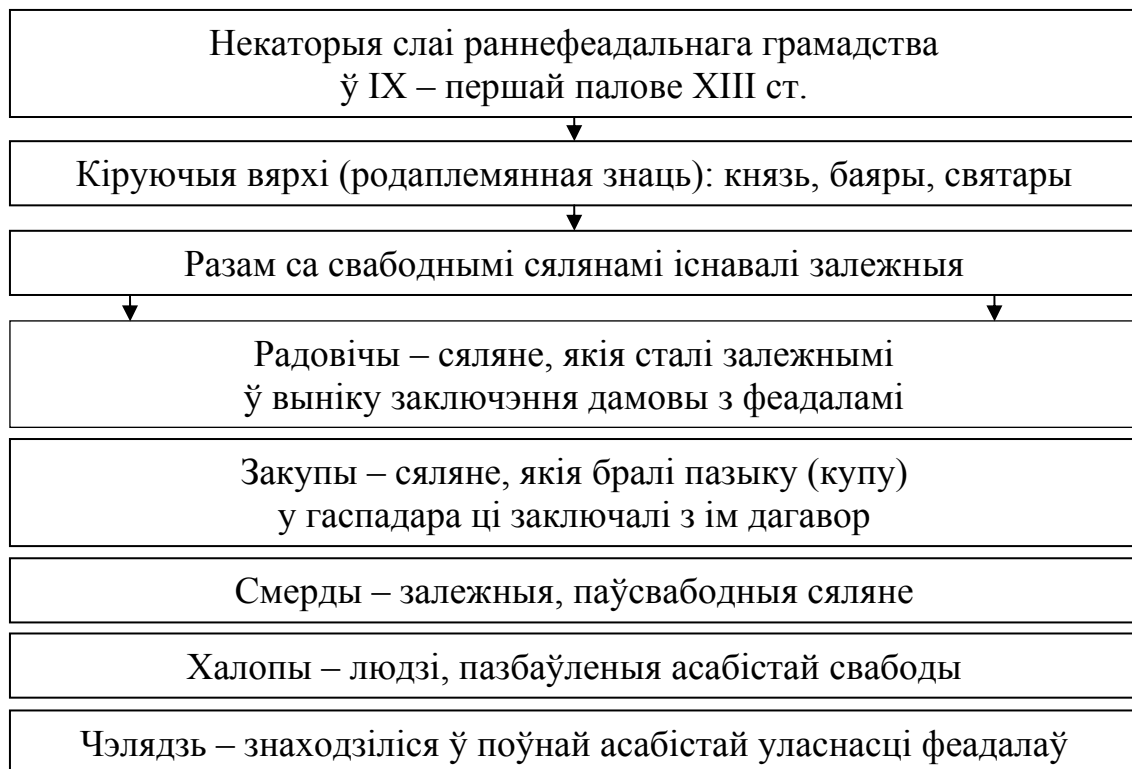 Некаторыя слаі раннефеадальнага грамадства
ў IX – першай палове XIII ст.
Кіруючыя вярхі (родаплемянная знаць): князь, баяры, святары
Разам са свабоднымі сялянамі існавалі залежныя
Радовічы – сяляне, якія сталі залежнымі
ў выніку заключэння дамовы з феадаламі
Закупы – сяляне, якія бралі пазыку (купу)
у гаспадара ці заключалі з ім дагавор
Смерды – залежныя, паўсвабодныя сяляне
Халопы – людзі, пазбаўленыя асабістай свабоды
Чэлядзь – знаходзіліся ў поўнай асабістай уласнасці феадалаў